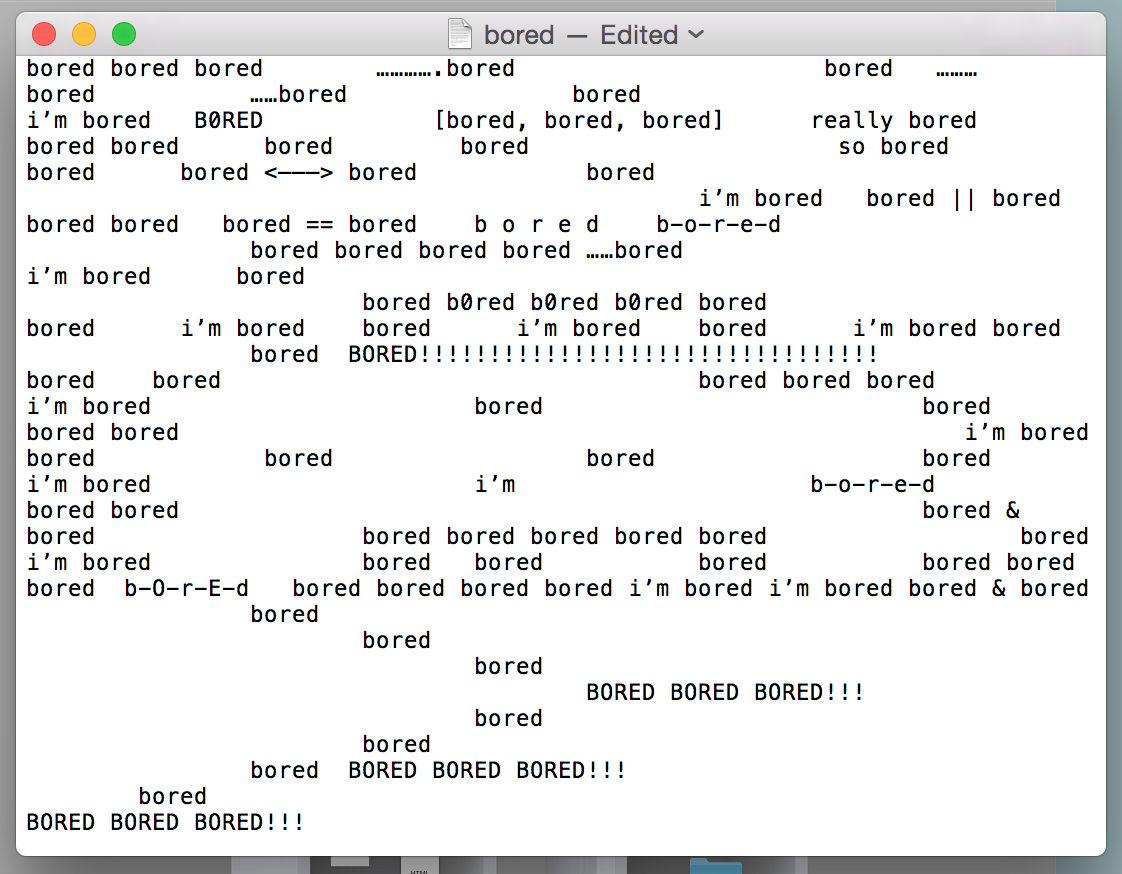 bored — Edited
bored bored bored ………….bored bored ………
bored ……bored bored
i’m bored B0RED [bored, bored, bored] really bored
bored bored bored bored so bored
bored bored <———> bored bored
i’m bored bored || bored
bored bored bored == bored b o r e d b-o-r-e-d
bored bored bored bored ……bored
i’m bored bored
bored b0red b0red b0red bored
bored i’m bored bored i’m bored bored i’m bored bored
bored BORED!!!!!!!!!!!!!!!!!!!!!!!!!!!!!!!!!
bored bored bored bored bored
i’m bored bored bored
bored bored i’m bored
bored bored bored bored
i’m bored i’m b-o-r-e-d
bored bored bored &
bored bored bored bored bored bored bored
i’m bored bored bored bored bored bored
bored b-O-r-E-d bored bored bored bored i’m bored i’m bored bored & bored
bored
bored
bored
BORED BORED BORED!!!
bored
bored
bored BORED BORED BORED!!!
bored
BORED BORED BORED!!!
HTML